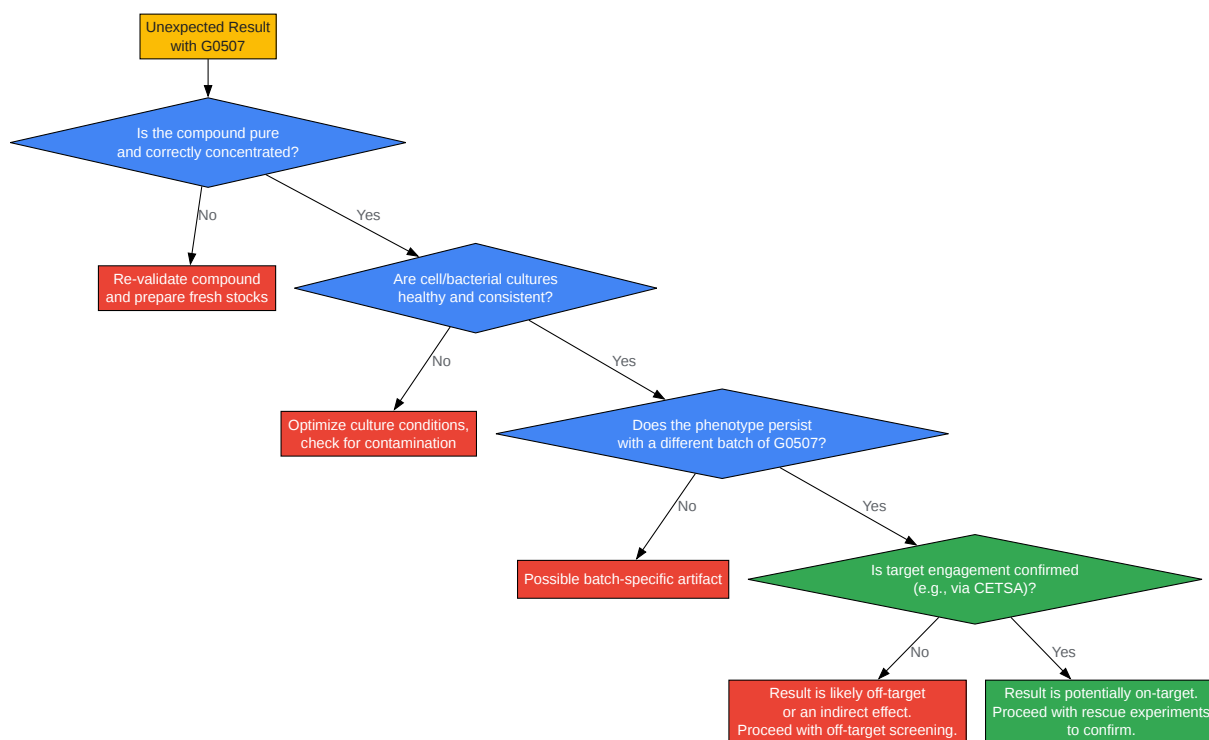 Unexpected Result
with G0507
Is the compound pure
and correctly concentrated?
No
Yes
Re-validate compound
and prepare fresh stocks
Are cell/bacterial cultures
healthy and consistent?
No
Yes
Optimize culture conditions,
check for contamination
Does the phenotype persist
with a different batch of G0507?
No
Yes
Possible batch-specific artifact
Is target engagement confirmed
(e.g., via CETSA)?
No
Yes
Result is likely off-target
or an indirect effect.
Proceed with off-target screening.
Result is potentially on-target.
Proceed with rescue experiments
to confirm.